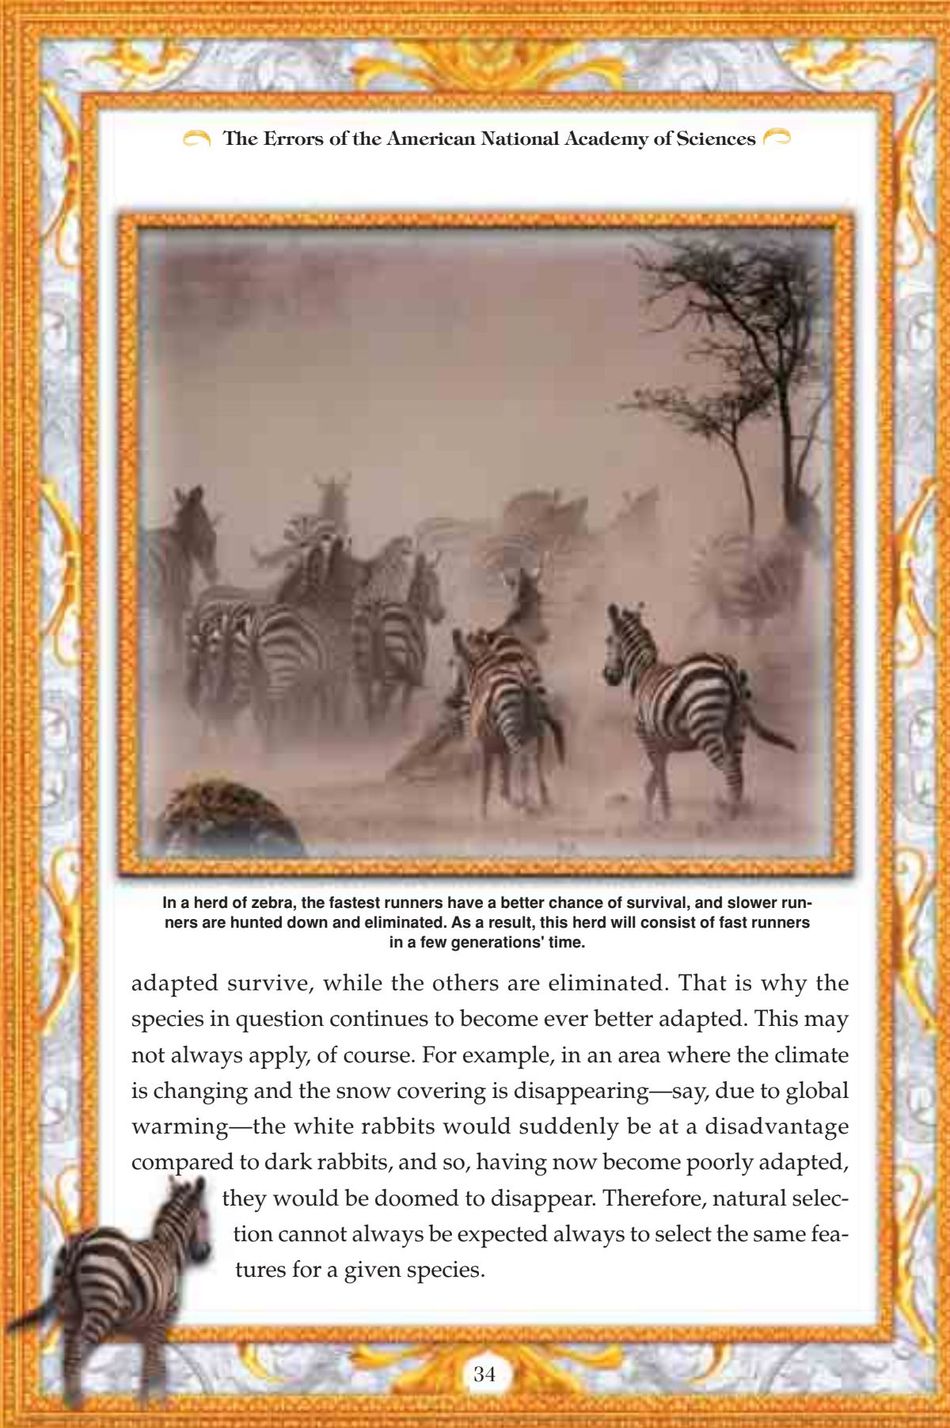 The Errors of the American National Academy of Sciences
In a herd of zebra, the fastest runners have a better chance of survival, and slower run-
ners are hunted down and eliminated. As a result, this herd will consist of fast runners
in a few generations' time.
adapted survive, while the others are eliminated. That is why the
species in question continues to become ever better adapted. This may
not always apply, of course. For example, in an area where the climate
is changing and the snow covering is disappearing—say, due to global
warming—the white rabbits would suddenly be at a disadvantage
compared to dark rabbits, and so, having now become poorly adapted,
they would be doomed to disappear. Therefore, natural selec-
tion cannot always be expected always to select the same fea-
tures for a given species.
34